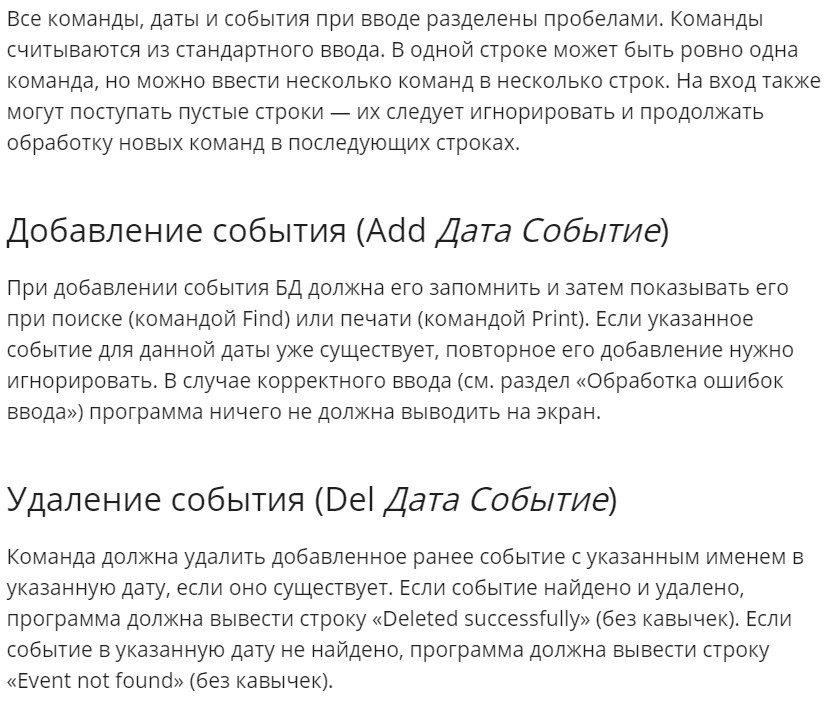 Все команды, даты и события при вводе разделены пробелами. Команды
считываются из стандартного ввода. В одной строке может быть ровно одна
команда, но можно ввести несколько команд в несколько строк. На вход также
могут поступать пустые строки — их следует игнорировать и продолжать
обработку новых команд в последующих строках.
Добавление события (Add Дата Событие)
При добавлении события БД должна его запомнить и затем показывать его
при поиске (командой Find) или печати (командой Print). Если указанное
событие для данной даты уже существует, повторное его добавление нужно
игнорировать. В случае корректного ввода (см. раздел «Обработка ошибок
ввода») программа ничего не должна выводить на экран.
Удаление события (Del Дата Событие)
Команда должна удалить добавленное ранее событие с указанным именем в
указанную дату, если оно существует. Если событие найдено и удалено,
программа должна вывести строку «Deleted successfully» (без кавычек). Если
событие в указанную дату не найдено, программа должна вывести строку
«Event not found» (без кавычек).